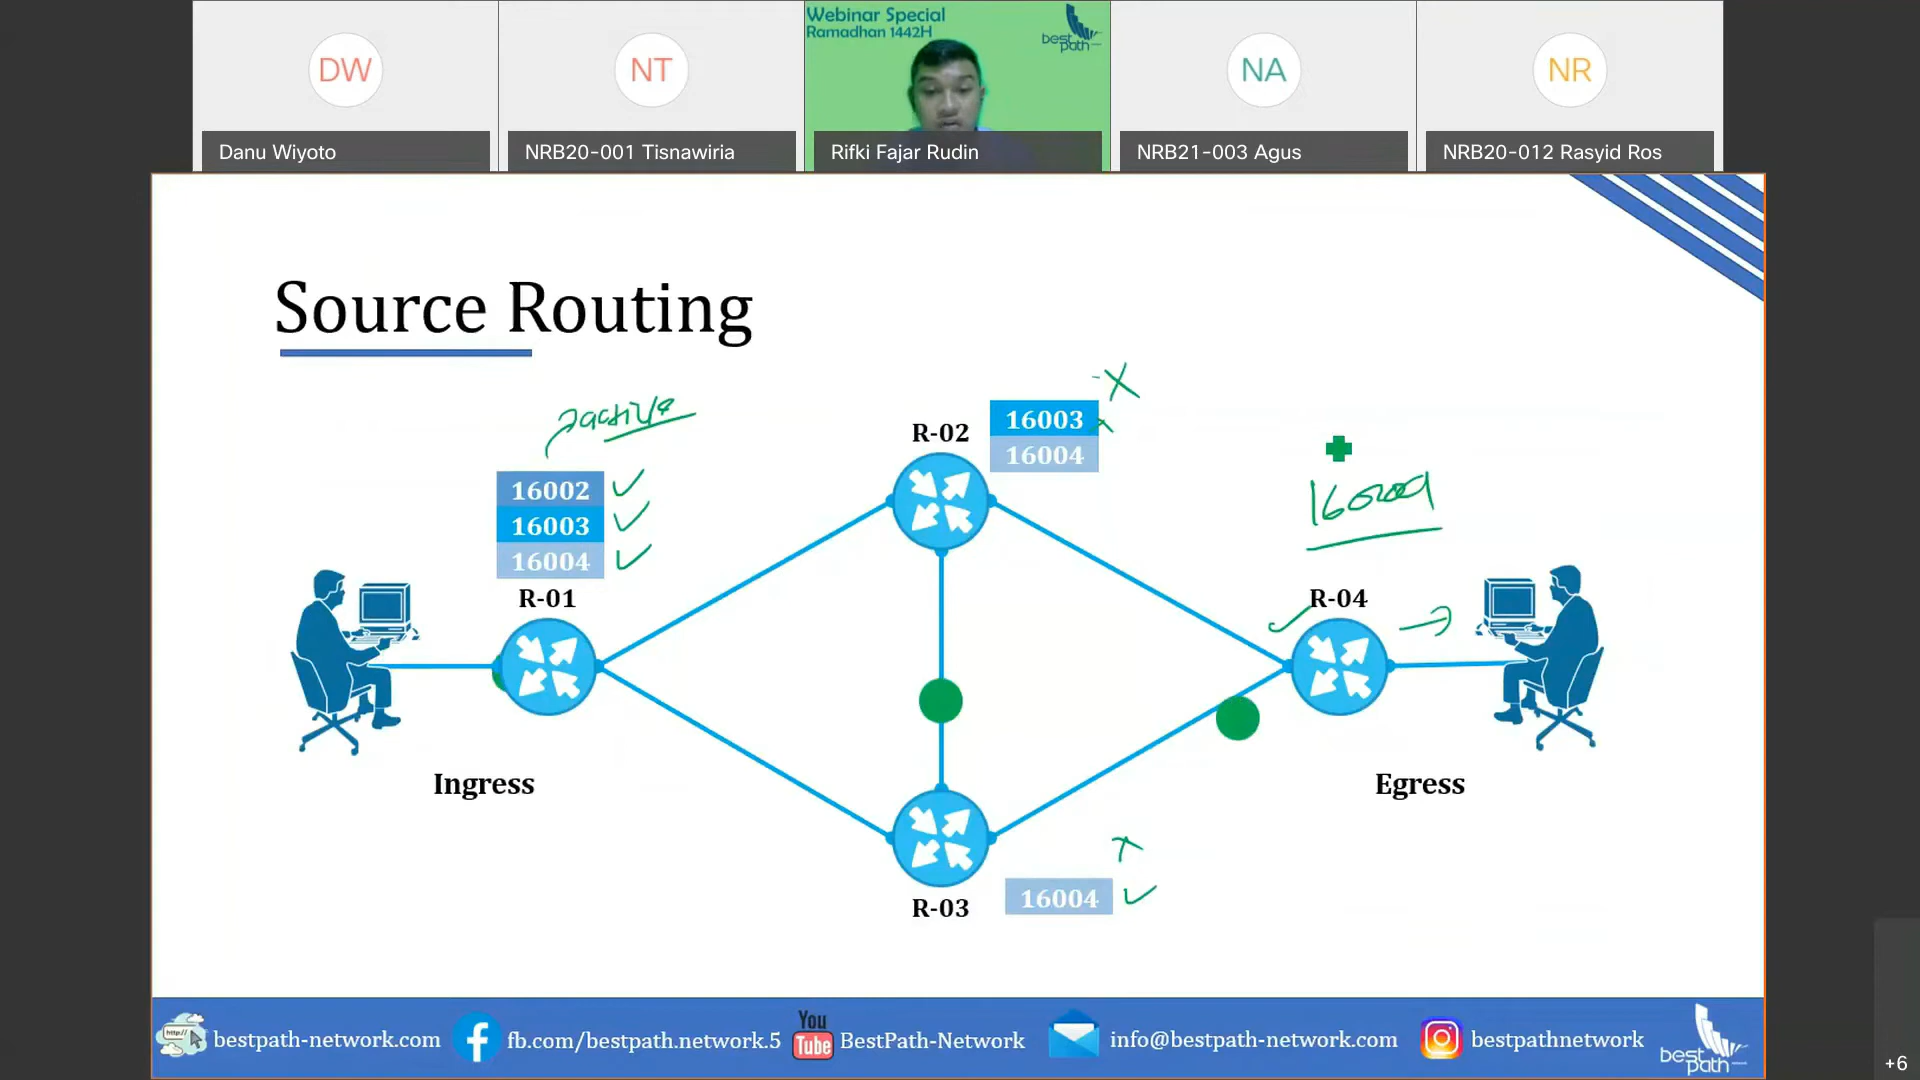 Webinar Special
Ramadhan 1442H
best path
DW
NT
NA
NR
Danu Wiyoto
NRB20-001 Tisnawiria
Rifki Fajar Rudin
NRB21-003 Agus
NRB20-012 Rasyid Ros
Source Routing
R-02
16003
16004
16002
16003
16004
R-01
R-04
Ingress
Egress
16004
R-03
http://
bestpath-network.com
fb.com/bestpath.network.5
You Tube
BestPath-Network
info@bestpath-network.com
bestpathnetwork
best path
+6